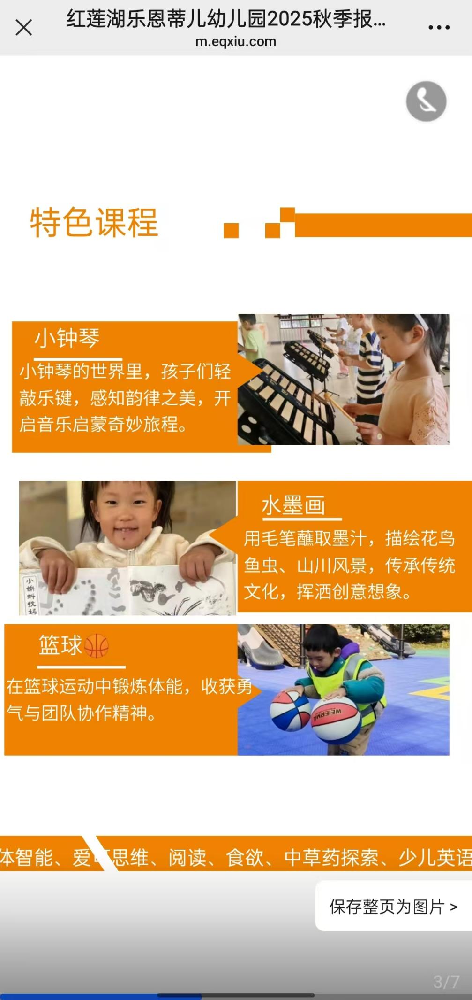 红莲湖乐恩蒂儿幼儿园2025秋季报...
m.eqxiu.com
特色课程
小钟琴
小钟琴的世界里，孩子们轻
敲乐键，感知韵律之美，开
启音乐启蒙奇妙旅程。
水墨画
用毛笔蘸取墨汁，描绘花鸟
鱼虫、山川风景，传承传统
文化，挥洒创意想象。
小蝌蚪找妈
篮球🏀
在篮球运动中锻炼体能，收获勇
气与团队协作精神。
WEIERMA
体智能、爱 思维、阅读、食欲、中草药探索、少儿英语
保存整页为图片 >
3/7